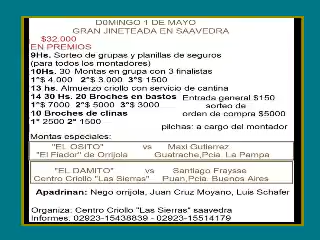 DOMINGO 1 DE MAYO
GRAN JINETEADA EN SAAVEDRA
$32.000
EN PREMIOS
9Hs. Sorteo de grupos y planillas de seguros
(para todos los montadores)
10Hs. 30 Montas en grupa con 3 finalistas
1°$ 4.000 2°$ 3.000 3°$ 1500
13 hs. Almuerzo criollo con servicio de cantina
14 30 Hs. 20 Broches en bastos Entrada general $150
1°$ 7000 2°$ 5000 3°$ 3000 sorteo de
10 Broches de clinas orden de compra $5000
1° 2500 2° 1500
pilchas: a cargo del montador
Montas especiales:
"EL OSITO" vs Maxi Gutierrez
"El Fiador" de Orrijola Guatrache,Pcia. La Pampa
"EL DAMITO" vs Santiago Fraysse
Centro Criollo "Las Sierras" Puan,Pcia. Buenos Aires
Apadrinan: Nego orrijola, Juan Cruz Moyano, Luis Schafer
Organiza: Centro Criollo "Las Sierras" saavedra
Informes: 02923-15438839 - 02923-15514179